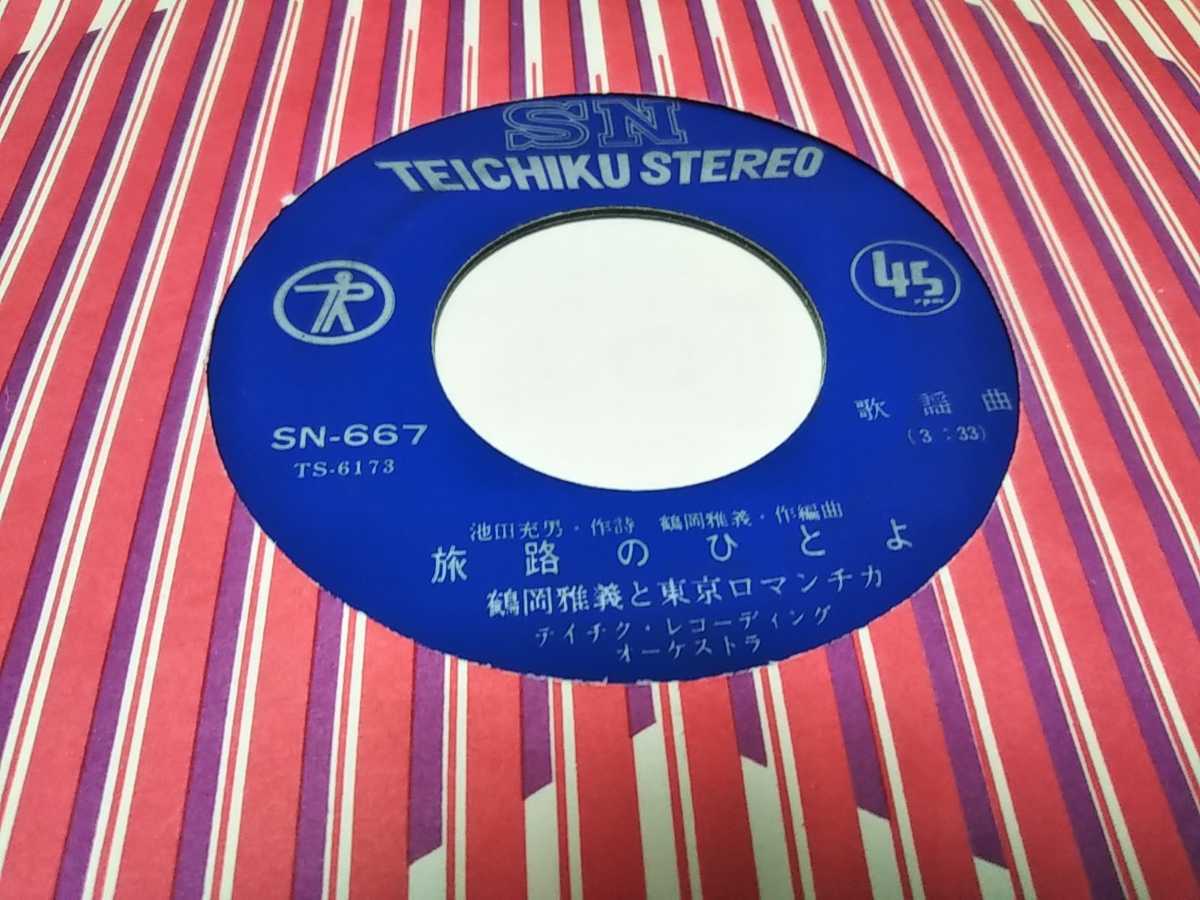 SN
TEICHIKU STEREO
45
rpm
SN-667
TS-6173
歌謡曲
(3:33)
池田充男・作詩 鶴岡雅義・作編曲
旅路のひとよ
鶴岡雅義と東京ロマンチカ
テイチク・レコーディング
オーケストラ